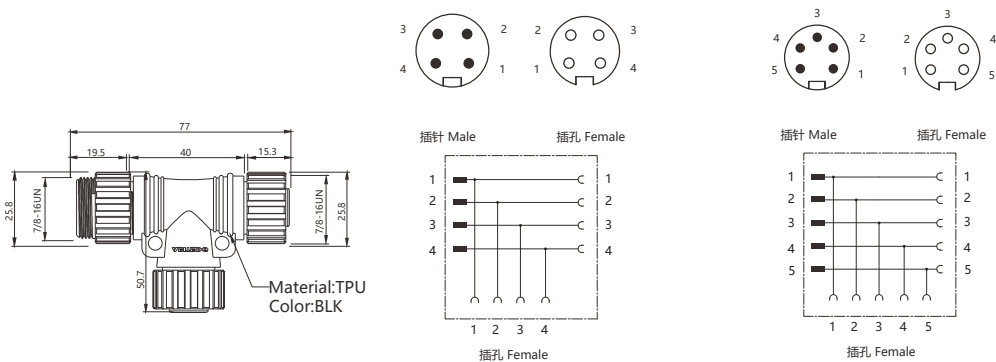 77
19.5 40 15.3
25.8 7/8-16UN 7/8-16UN 25.8
50.7
Material:TPU
Color:BLK
3 2
4 1
2 3
1 4
插针 Male 插孔 Female
1 1
2 2
3 3
4 4
1 2 3 4
插孔 Female
3
4 2
5 1
3
2 4
1 5
插针 Male 插孔 Female
1 1
2 2
3 3
4 4
5 5
1 2 3 4 5
插孔 Female